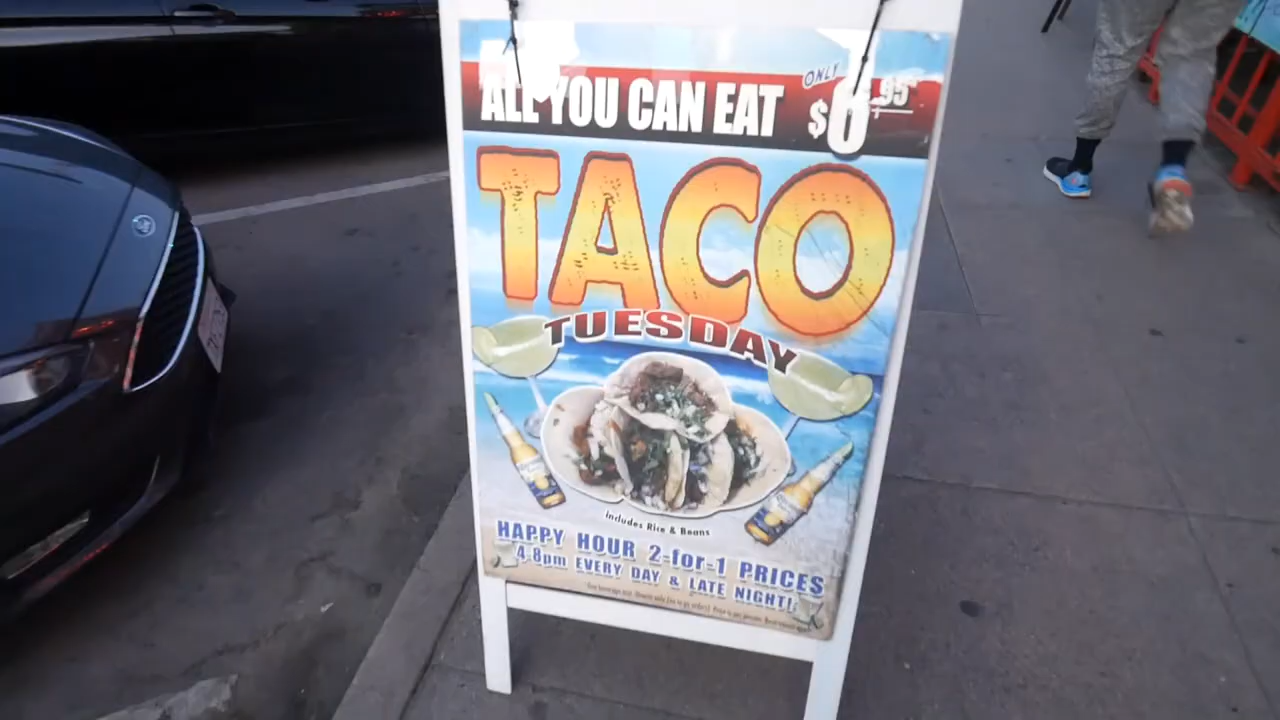 ONLY
ALL YOU CAN EAT $6.95
TACO
TUESDAY
Includes Rice & Beans
HAPPY HOUR 2-for-1 PRICES
4-8pm EVERY DAY & LATE NIGHT!